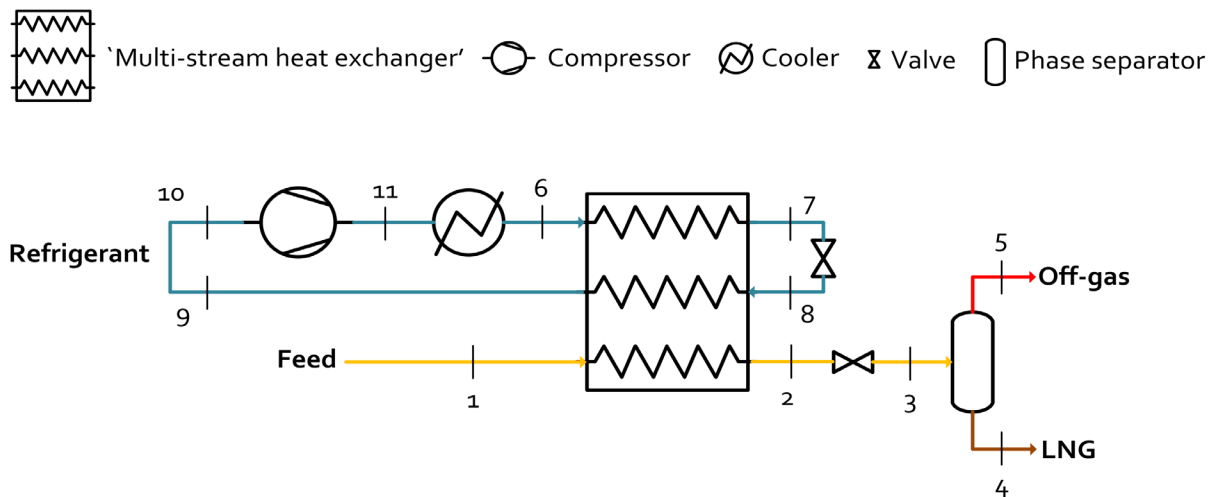 ‘Multi-stream heat exchanger’ Compressor Cooler Valve Phase separator
10 11 6 7
Refrigerant
5
Off-gas
9 8
Feed
1 2 3
LNG
4